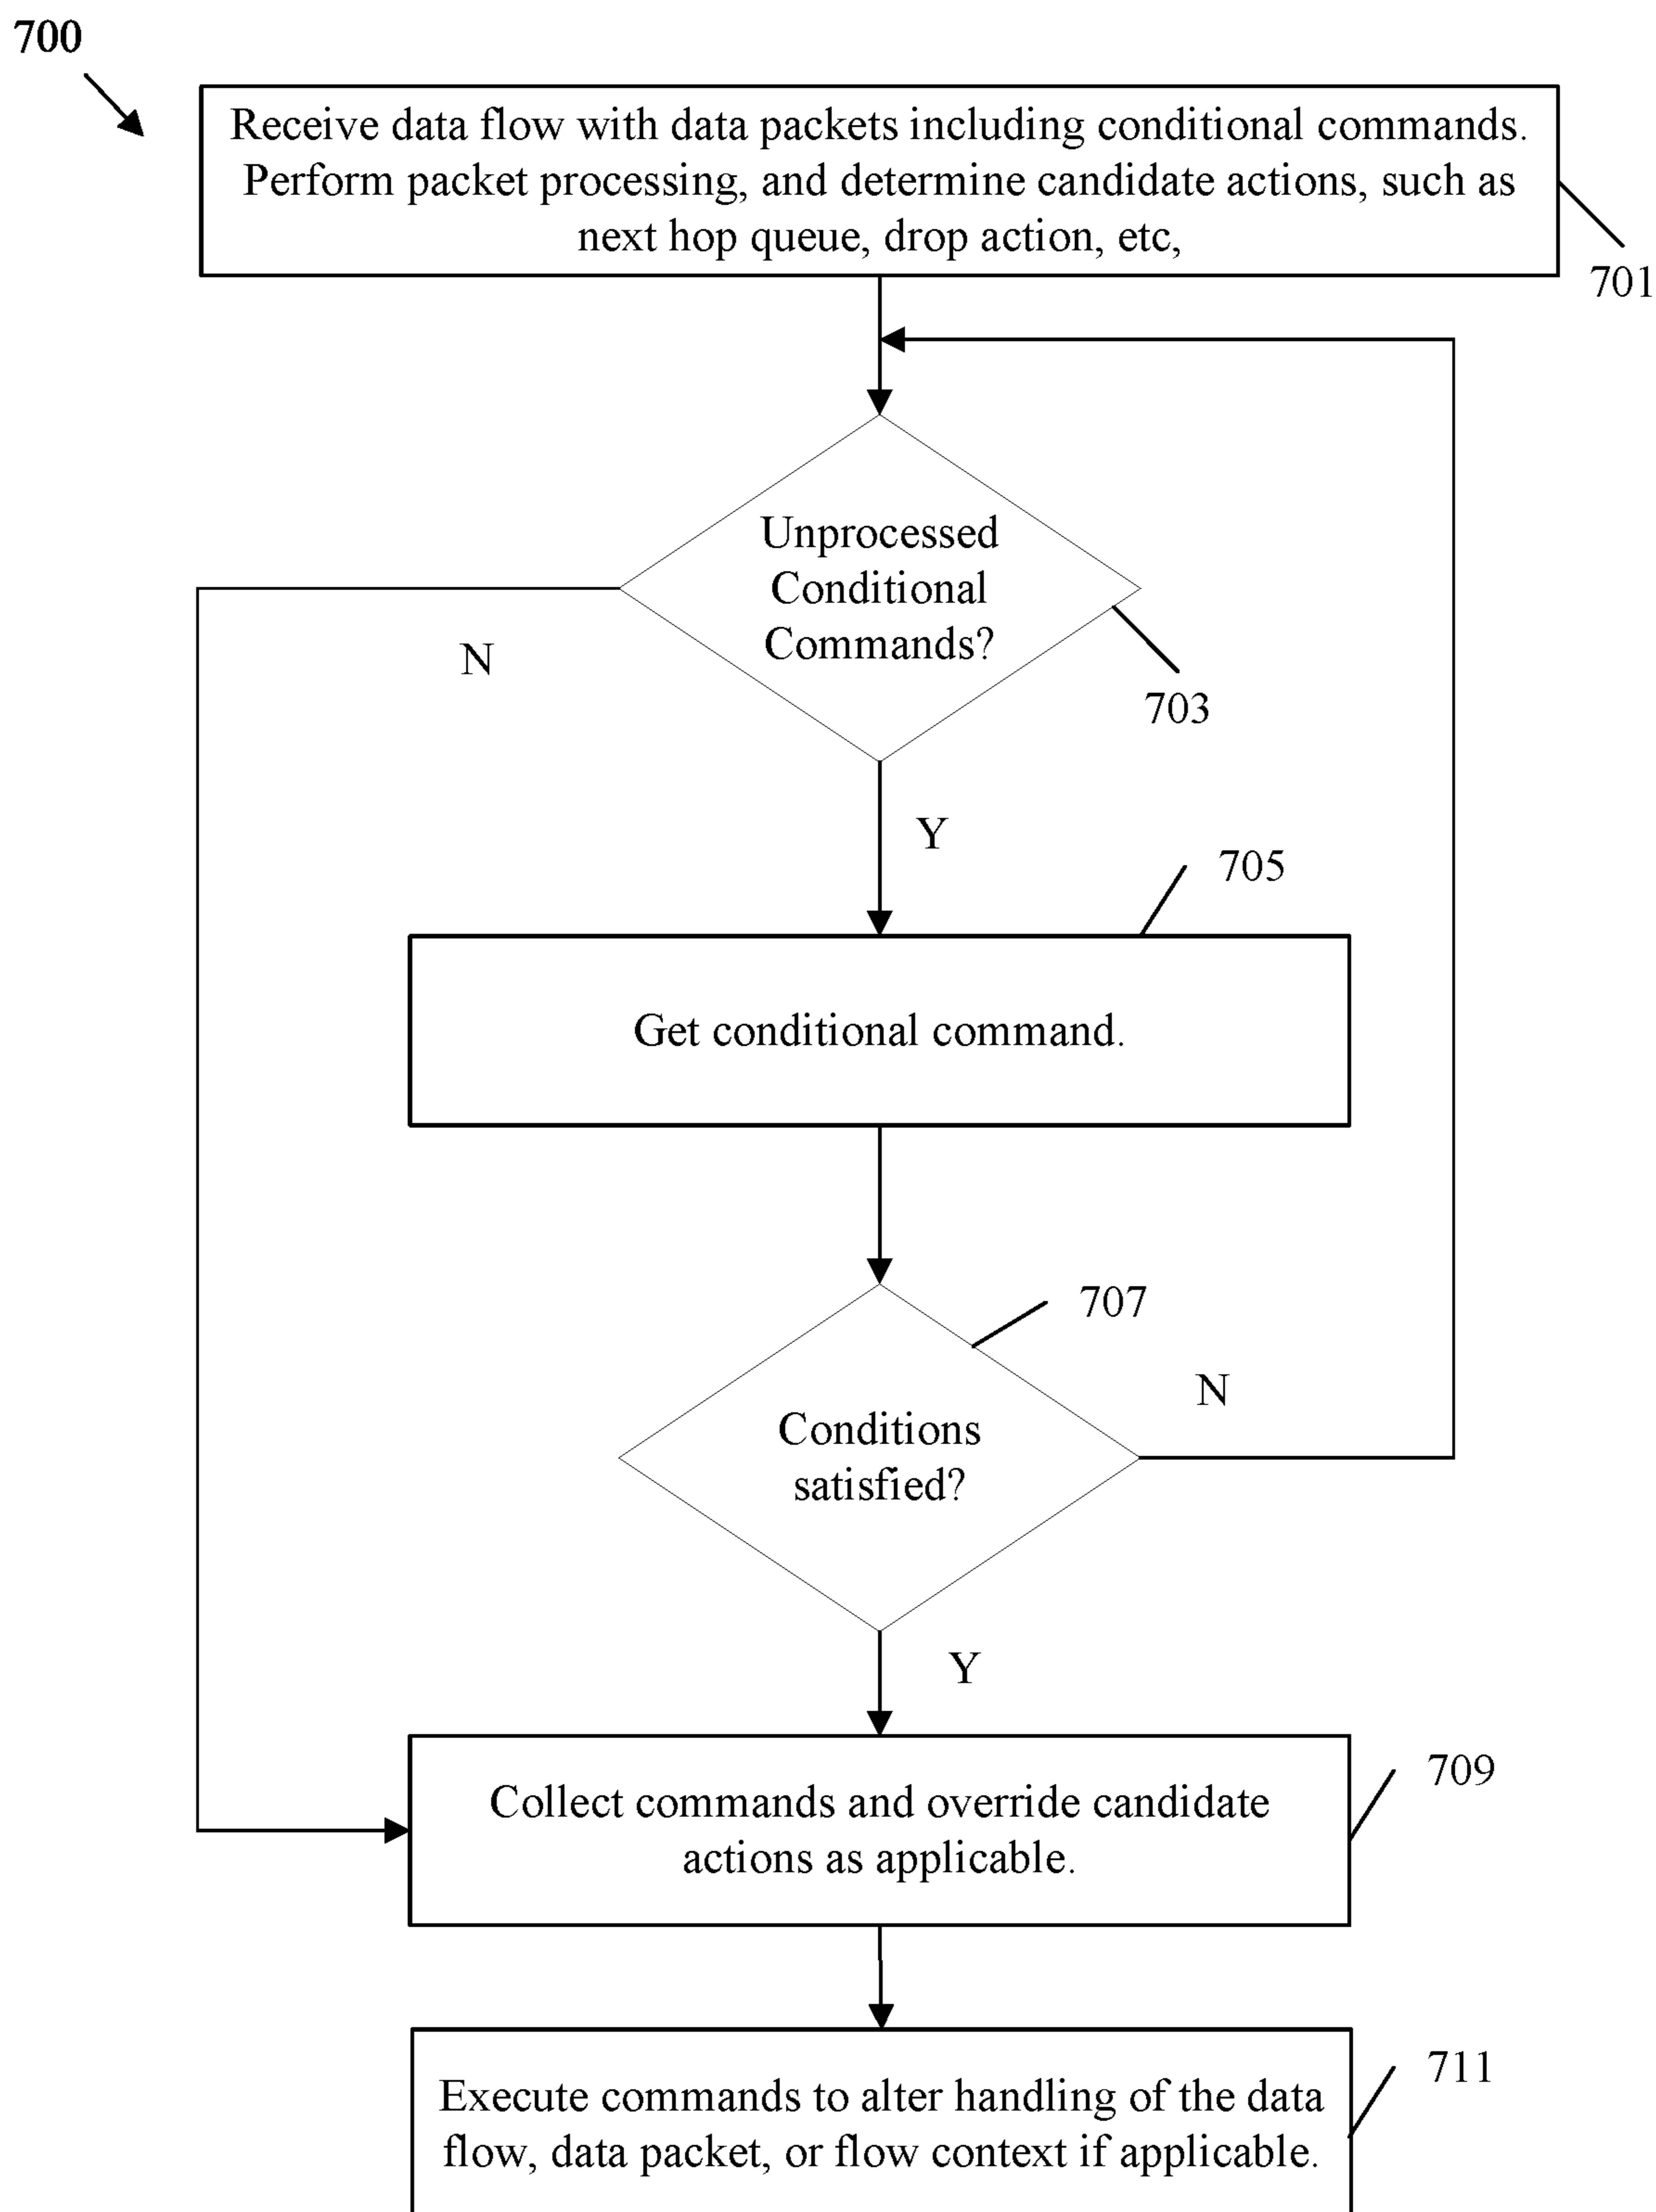 700
Receive data flow with data packets including conditional commands.
Perform packet processing, and determine candidate actions, such as
next hop queue, drop action, etc,
701
Unprocessed
Conditional
Commands?
N
703
Y
705
Get conditional command.
707
N
Conditions
satisfied?
Y
709
Collect commands and override candidate
actions as applicable.
711
Execute commands to alter handling of the data
flow, data packet, or flow context if applicable.